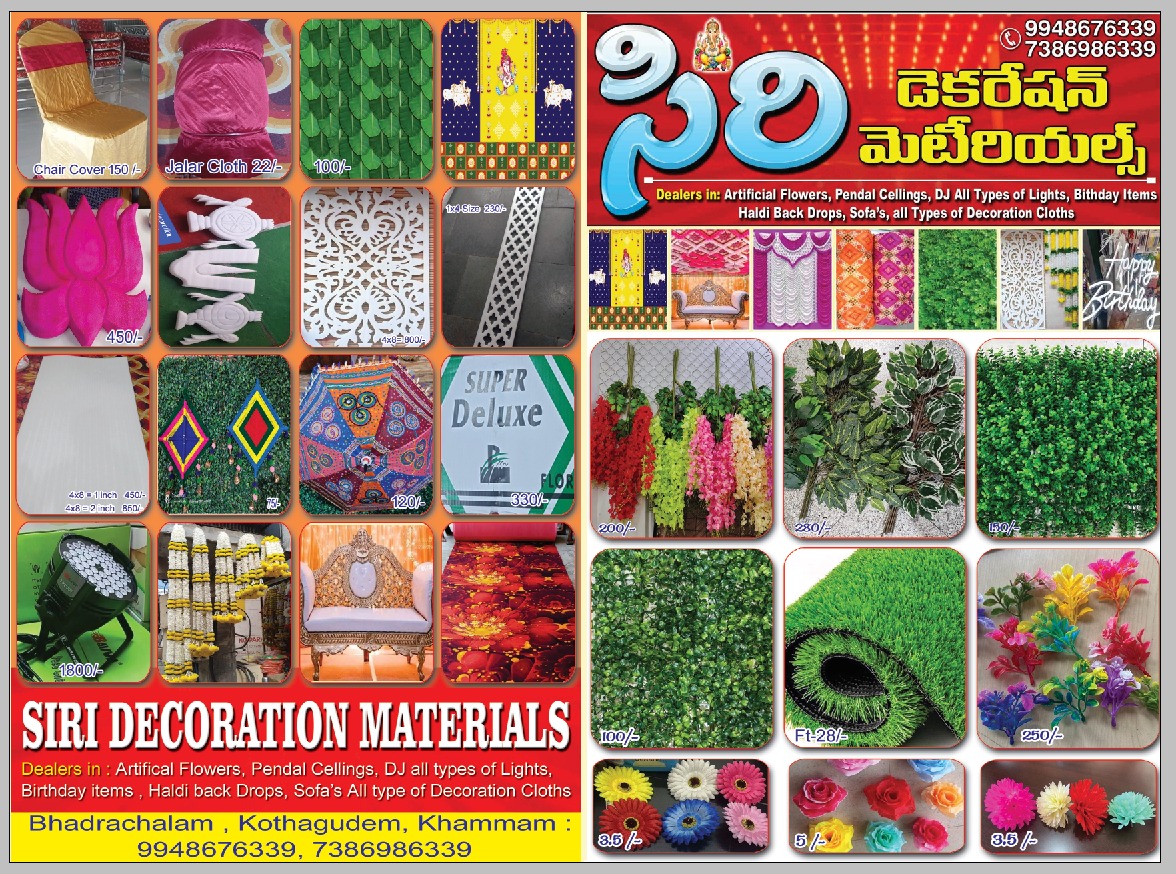 Chair Cover 150 /-
Jalar Cloth 22/-
100/-
450/-
4x8= 800/-
1x4-Size 230/-
4x8 = 1 inch 450/-
4x8 = 2 inch 850/-
75/-
120/-
SUPER
Deluxe
FLOR
330/-
1800/-
SIRI DECORATION MATERIALS
Dealers in : Artifical Flowers, Pendal Cellings, DJ all types of Lights,
Birthday items , Haldi back Drops, Sofa's All type of Decoration Cloths
Bhadrachalam , Kothagudem, Khammam :
9948676339, 7386986339
9948676339
7386986339
సిరి
డెకరేషన్
మెటీరియల్స్
Dealers in: Artificial Flowers, Pendal Cellings, DJ All Types of Lights, Bithday Items
Haldi Back Drops, Sofa's, all Types of Decoration Cloths
Happy
Birthday
200/-
280/-
150/-
100/-
Ft-28/-
250/-
3.5 /-
5 /-
3.5 /-